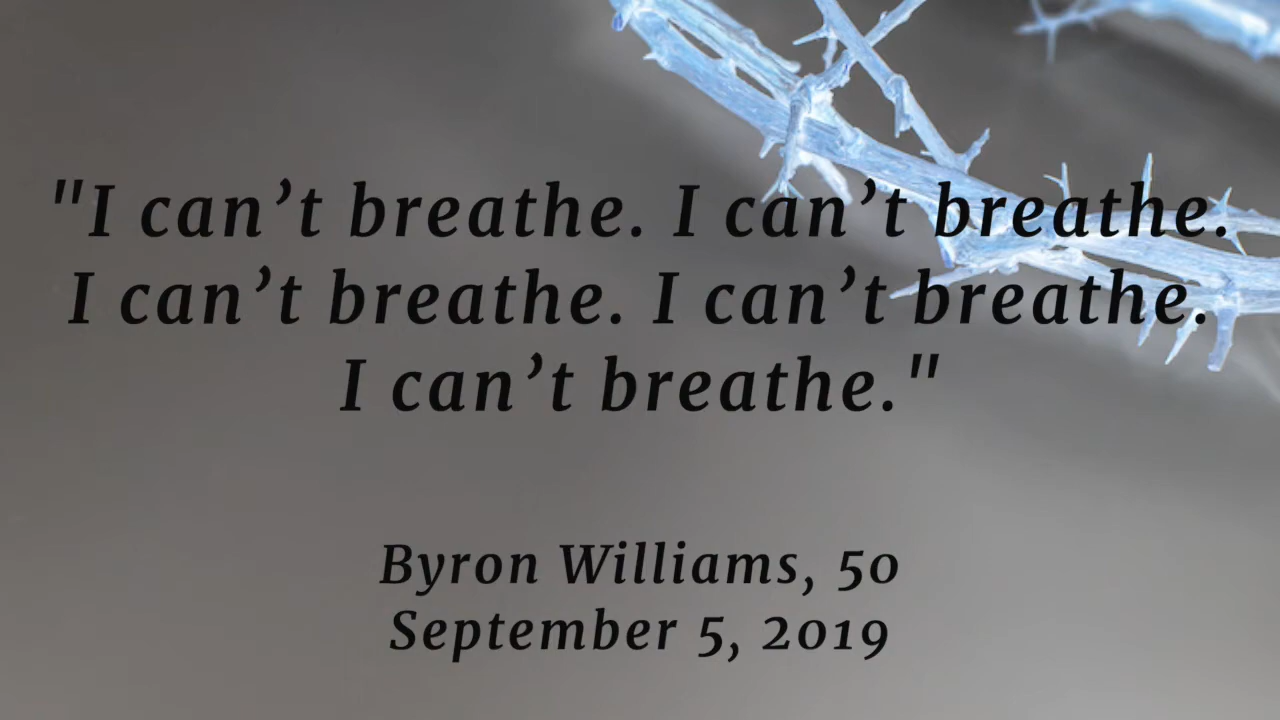 "I can’t breathe. I can’t breathe.
I can’t breathe. I can’t breathe.
I can’t breathe."
Byron Williams, 50
September 5, 2019